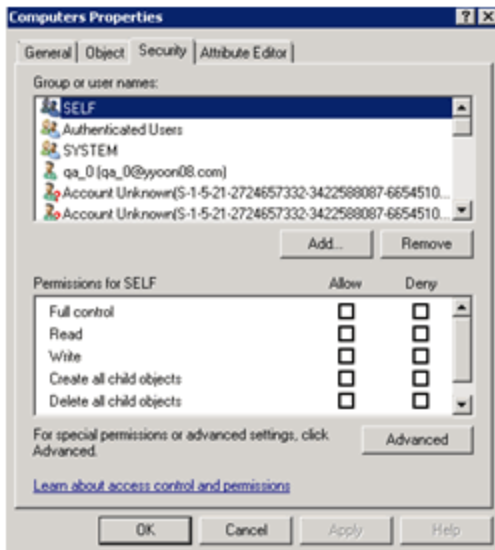 Computers Properties
General Object Security Attribute Editor
Group or user names:
SELF
Authenticated Users
SYSTEM
qa_0 (qa_0@yyoon08.com)
Account Unknown(S-1-5-21-2724657332-3422588087-6654510...
Account Unknown(S-1-5-21-2724657332-3422588087-6654510...
Add... Remove
Permissions for SELF Allow Deny
Full control
Read
Write
Create all child objects
Delete all child objects
For special permissions or advanced settings, click
Advanced.
Advanced
Learn about access control and permissions
OK Cancel Apply Help